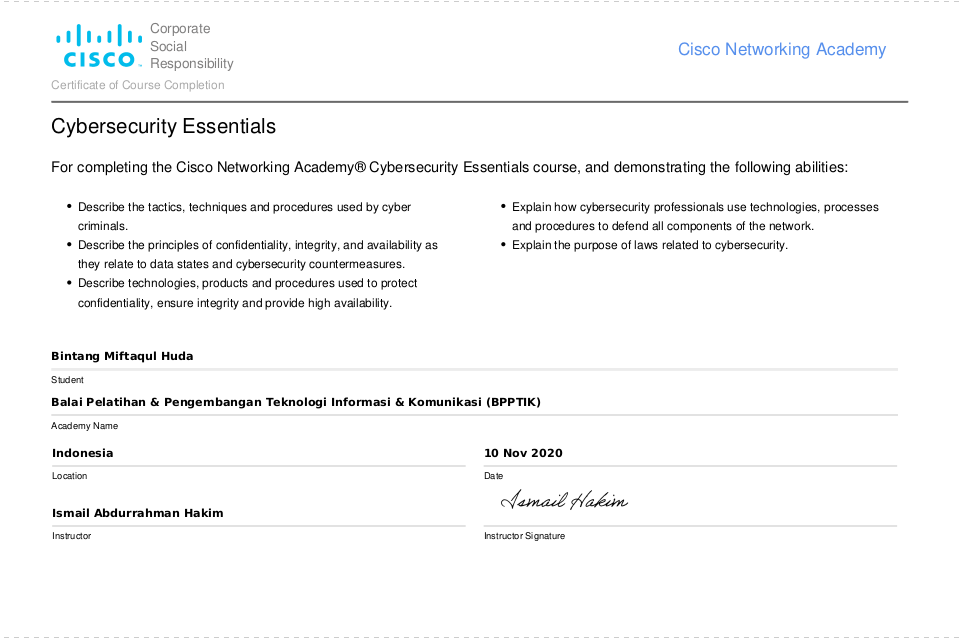 Corporate
Social
Responsibility
CISCO™
Cisco Networking Academy
Certificate of Course Completion
Cybersecurity Essentials
For completing the Cisco Networking Academy® Cybersecurity Essentials course, and demonstrating the following abilities:
• Describe the tactics, techniques and procedures used by cyber
criminals.
• Describe the principles of confidentiality, integrity, and availability as
they relate to data states and cybersecurity countermeasures.
• Describe technologies, products and procedures used to protect
confidentiality, ensure integrity and provide high availability.
• Explain how cybersecurity professionals use technologies, processes
and procedures to defend all components of the network.
• Explain the purpose of laws related to cybersecurity.
Bintang Miftaqul Huda
Student
Balai Pelatihan & Pengembangan Teknologi Informasi & Komunikasi (BPPTIK)
Academy Name
Indonesia
Location
10 Nov 2020
Date
Ismail Abdurrahman Hakim
Instructor
Ismail Hakim
Instructor Signature